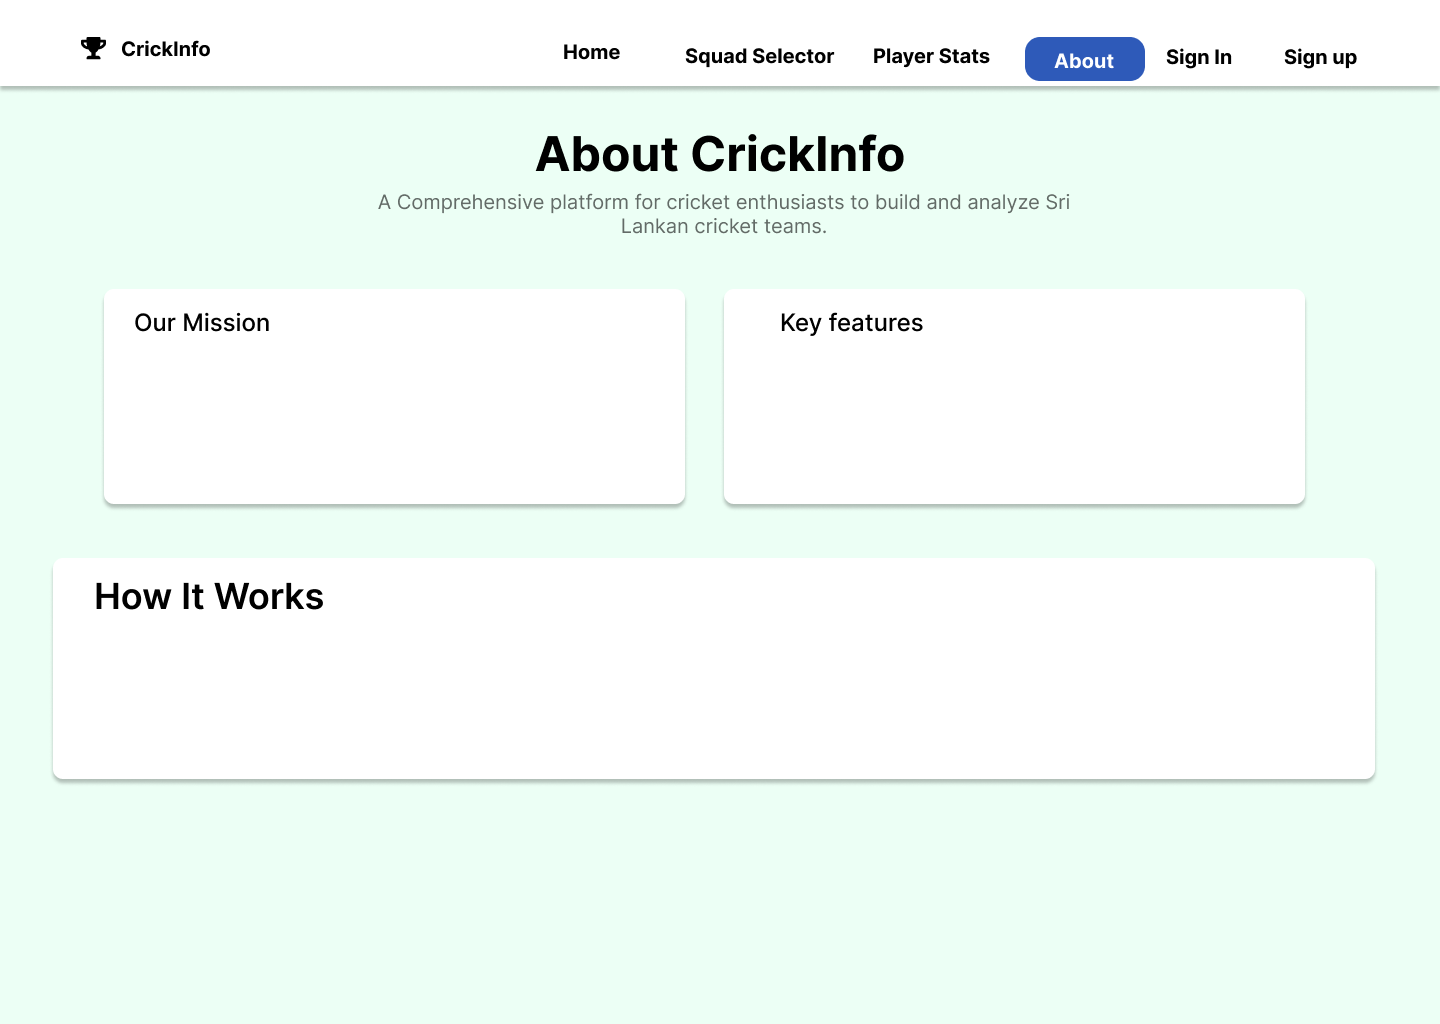 CrickInfo
Home
Squad Selector
Player Stats
About
Sign In
Sign up
About CrickInfo
A Comprehensive platform for cricket enthusiasts to build and analyze Sri
Lankan cricket teams.
Our Mission
Key features
How It Works